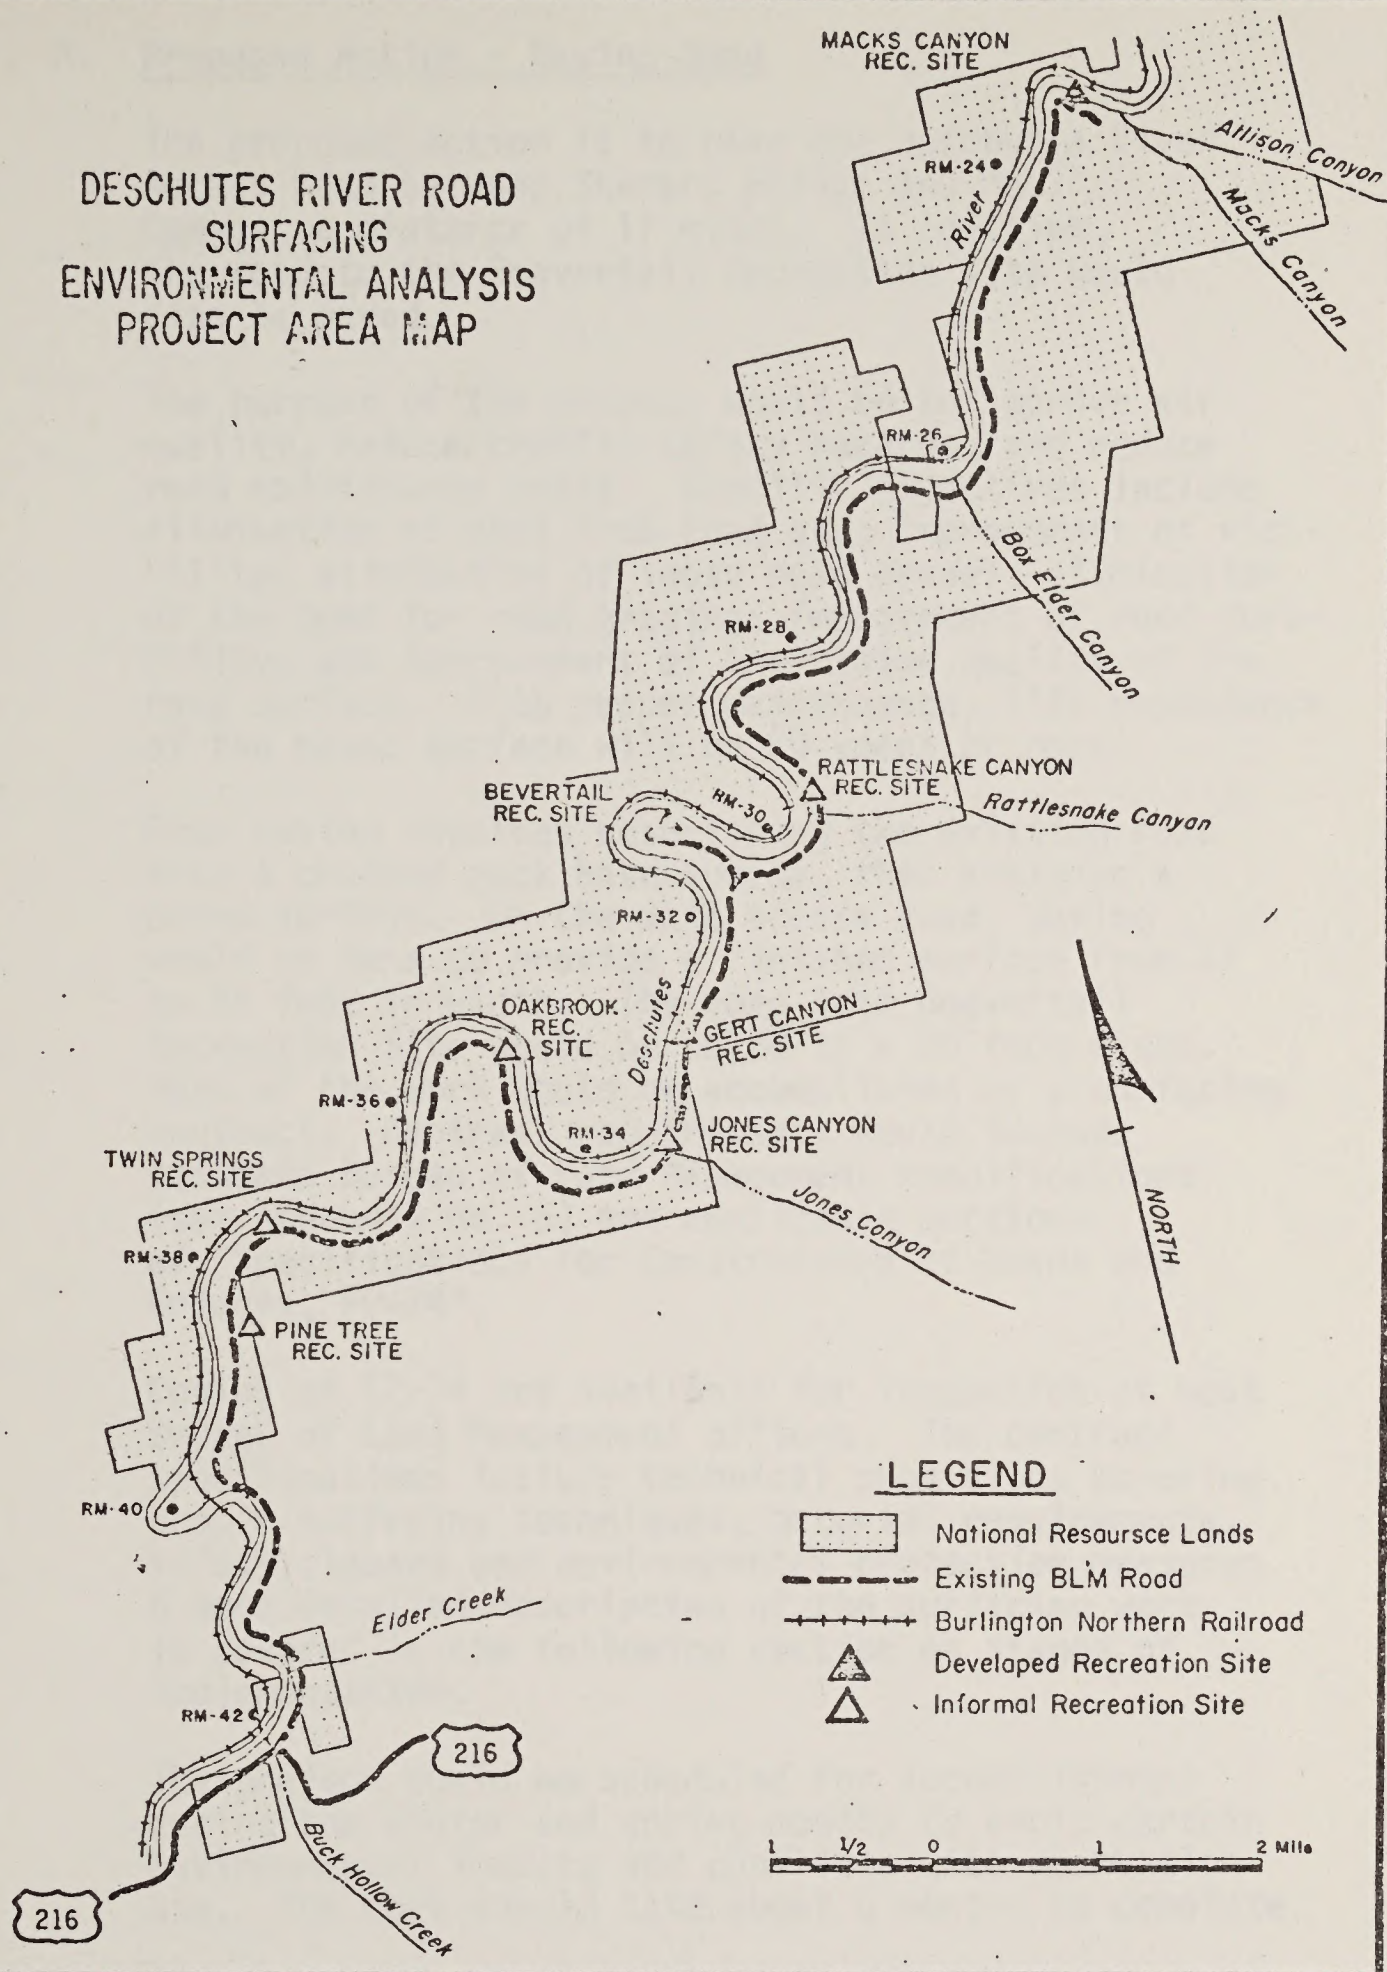 MACKS CANYON
REC. SITE
DESCHUTES RIVER ROAD
SURFACING
ENVIRONMENTAL ANALYSIS
PROJECT AREA MAP
Allison Canyon
RM-24
River
Macks Canyon
RM-26
Box Elder Canyon
RM-28
RATTLESNAKE CANYON
REC. SITE
BEVERTAIL
REC. SITE
RM-30
Rattlesnake Canyon
RM-32
Deschutes
OAKBROOK
REC.
SITE
GERT CANYON
REC. SITE
RM-36
RM-34
JONES CANYON
REC. SITE
TWIN SPRINGS
REC. SITE
Jones Canyon
NORTH
RM-38
PINE TREE
REC. SITE
RM-40
LEGEND
National Resaursce Lands
Existing BLM Road
Burlington Northern Railroad
Develaped Recreation Site
Informal Recreation Site
Elder Creek
RM-42
216
Buck Hollow Creek
1 1/2 0 1 2 Mile
216